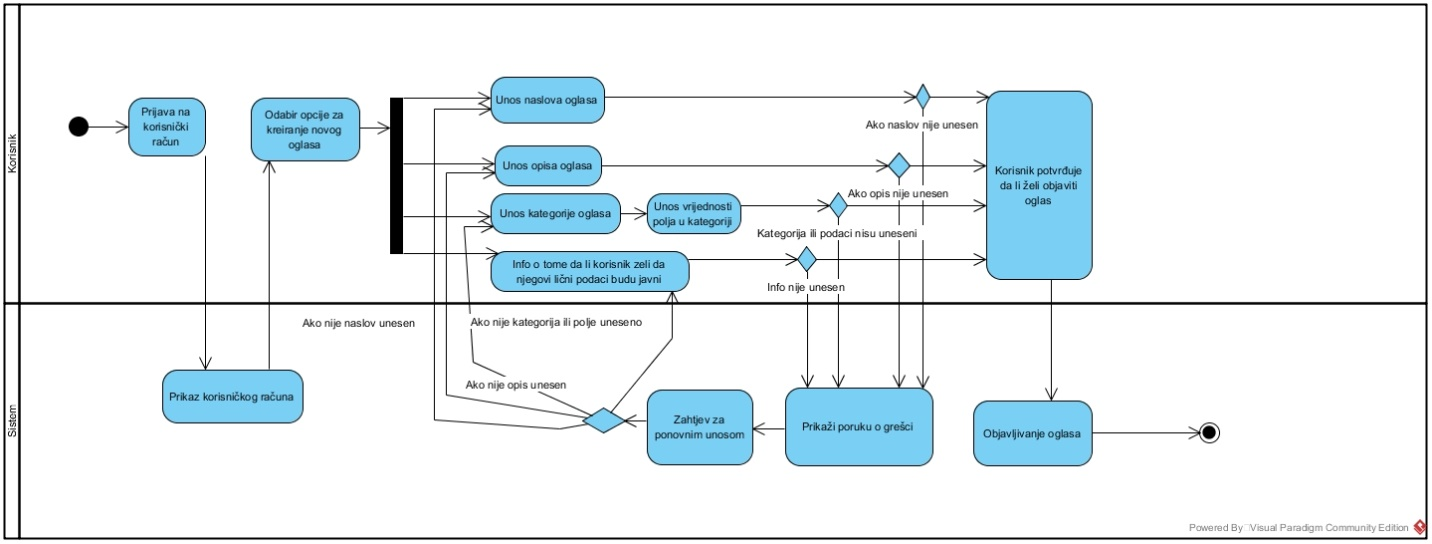 Korisnik
Prijava na
korisnički
račun
Odabir opcije za
kreiranje novog
oglasa
Unos naslova oglasa
Ako naslov nije unesen
Unos opisa oglasa
Ako opis nije unesen
Unos kategorije oglasa
Unos vrijednosti
polja u kategoriji
Kategorija ili podaci nisu uneseni
Info o tome da li korisnik zeli da
njegovi lični podaci budu javni
Info nije unesen
Korisnik potvrđuje
da li želi objaviti
oglas
Sistem
Ako nije naslov unesen
Ako nije kategorija ili polje uneseno
Ako nije opis unesen
Prikaz korisničkog računa
Zahtjev za
ponovnim unosom
Prikaži poruku o grešci
Objavljivanje oglasa
Powered By Visual Paradigm Community Edition